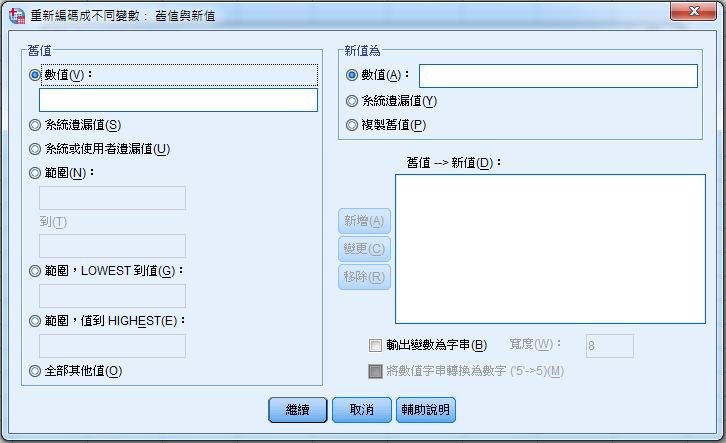 重新編碼成不同變數： 舊值與新值
舊值
數值(V)：
系統遺漏值(S)
系統或使用者遺漏值(U)
範圍(N)：
到(T)
範圍，LOWEST 到值(G)：
範圍，值到 HIGHEST(E)：
全部其他值(O)
新值為
數值(A)：
系統遺漏值(Y)
複製舊值(P)
舊值 --> 新值(D)：
新增(A)
變更(C)
移除(R)
輸出變數為字串(B) 寬度(W)： 8
將數值字串轉換為數字 ('5'->5)(M)
繼續 取消 輔助說明